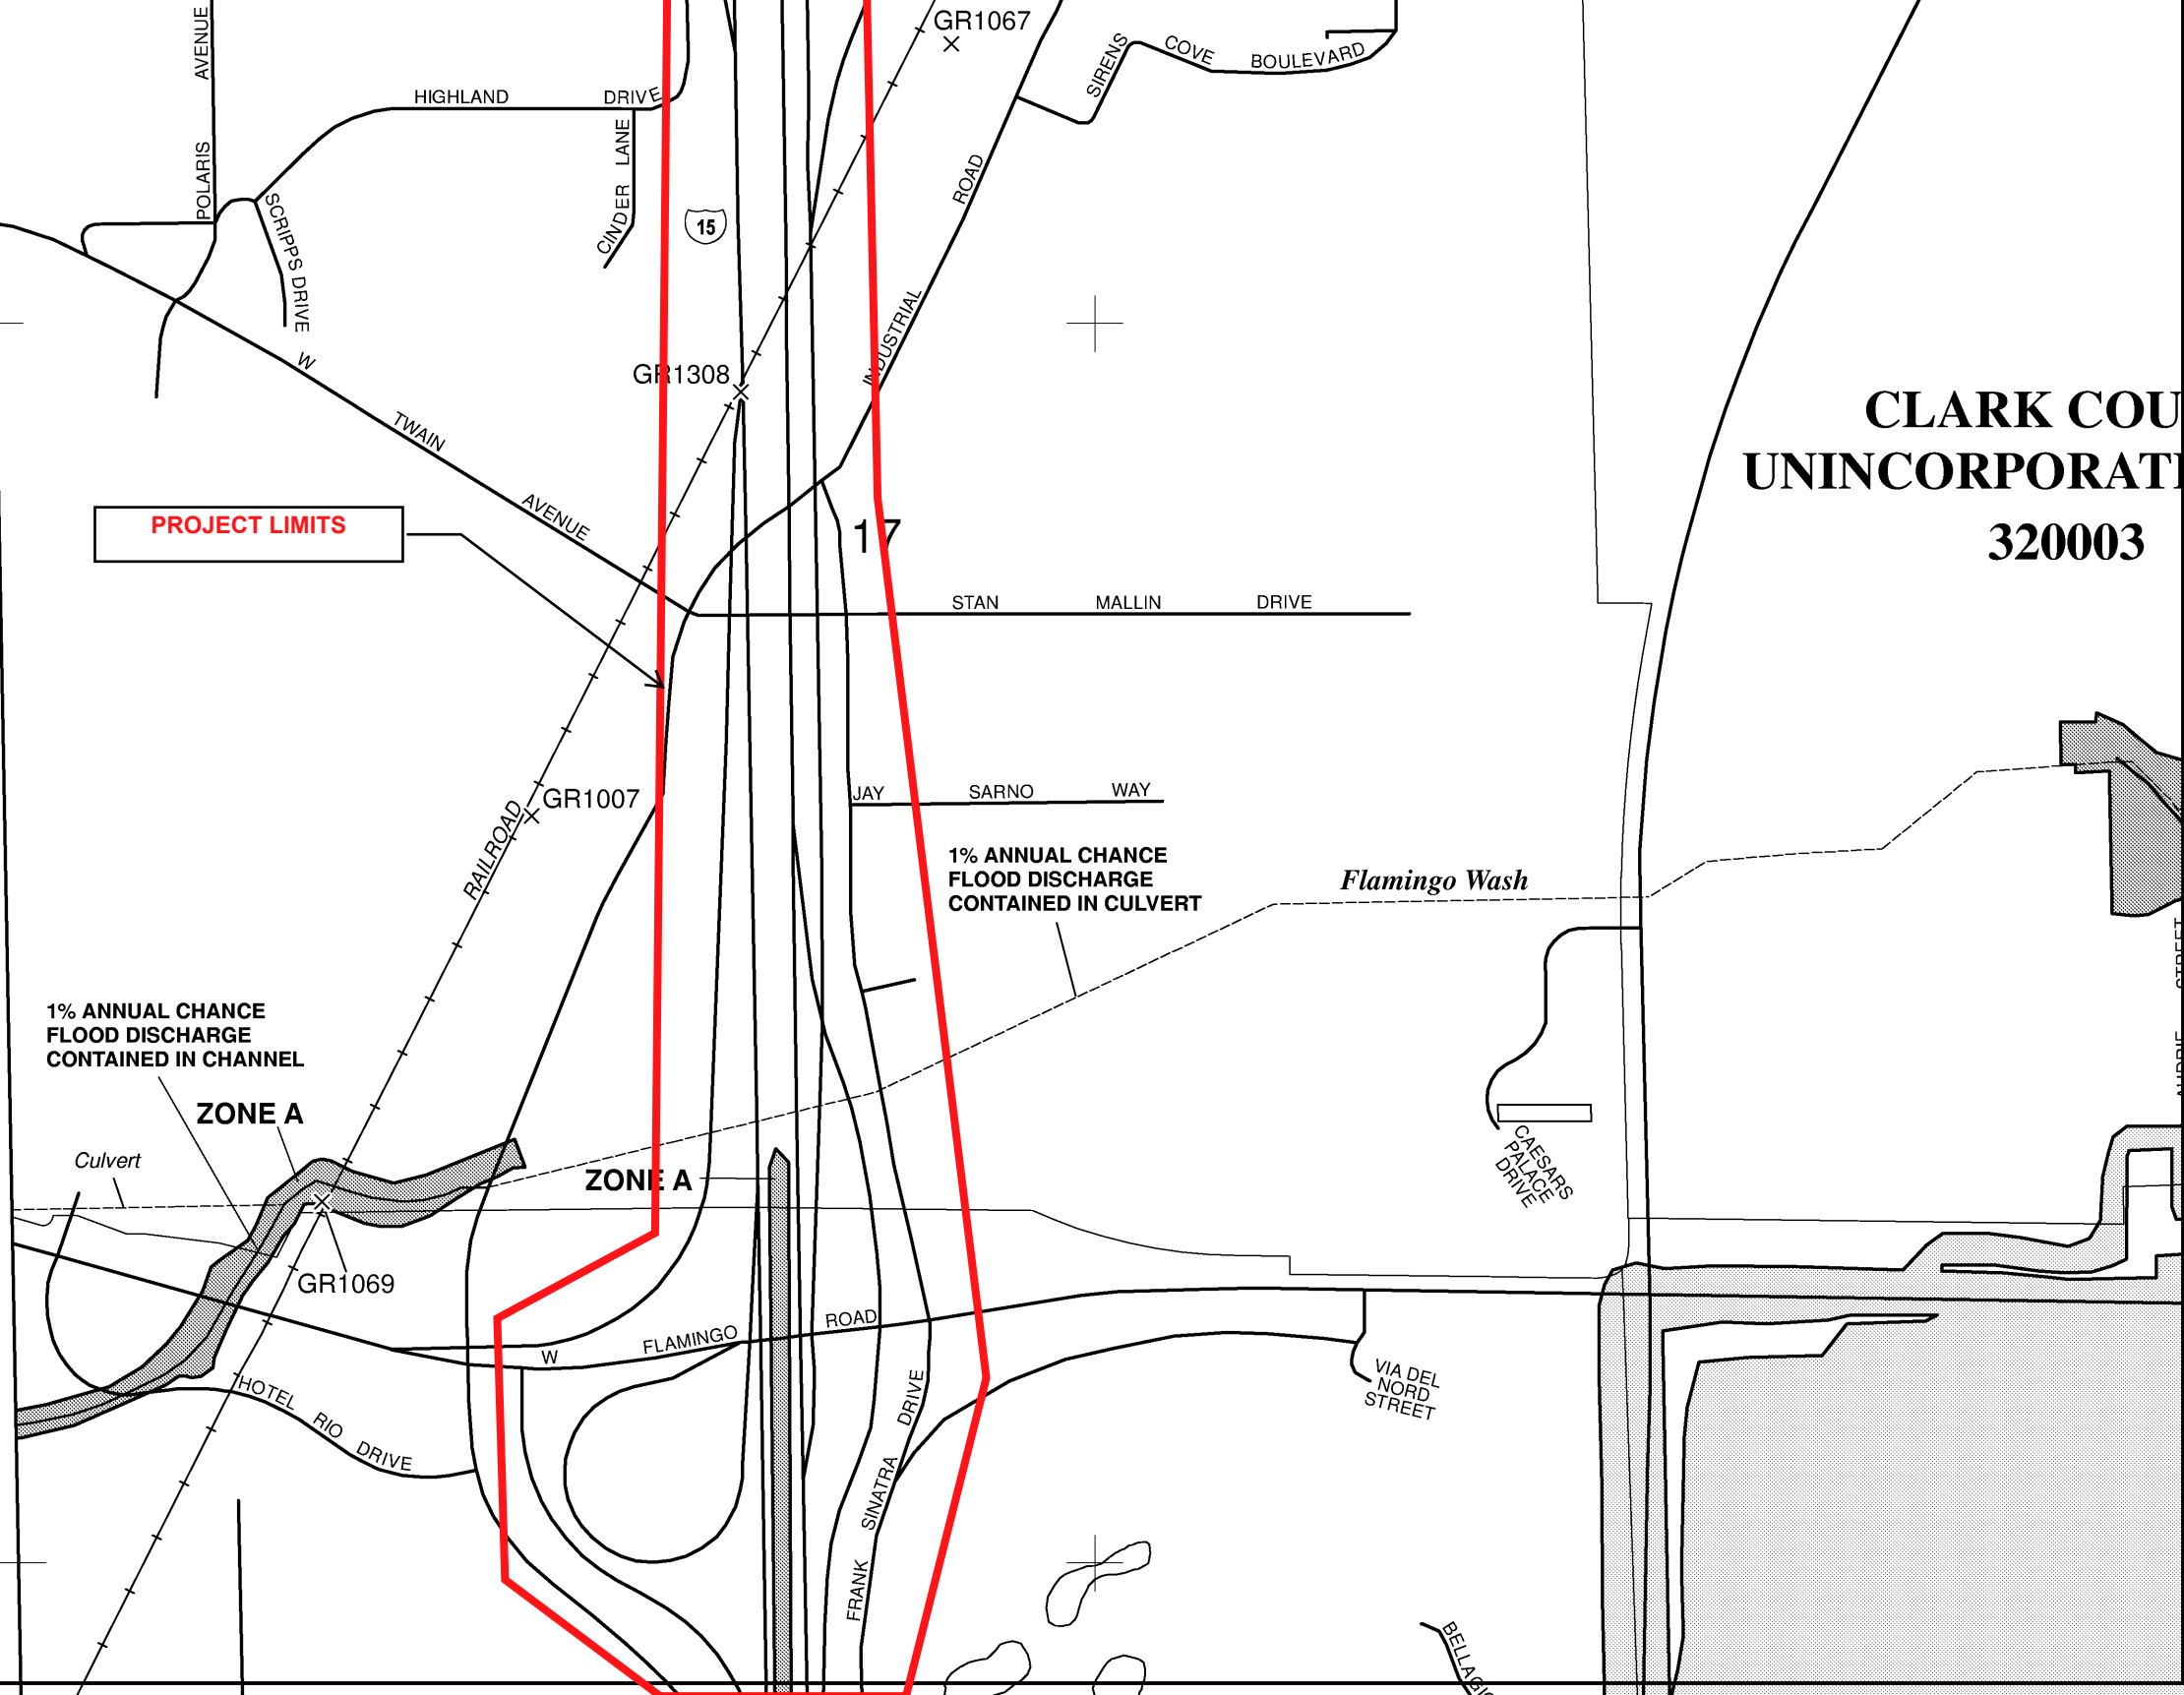 GR1067
AVENUE
POLARIS
HIGHLAND DRIVE
CINDER LANE
SCRIPPS DRIVE
15
SIRENS COVE BOULEVARD
INDUSTRIAL ROAD
GR1308
W TWAIN AVENUE
CLARK COU
UNINCORPORAT
320003
PROJECT LIMITS
17
STAN MALLIN DRIVE
JAY SARNO WAY
GR1007
RAILROAD
1% ANNUAL CHANCE
FLOOD DISCHARGE
CONTAINED IN CULVERT
Flamingo Wash
1% ANNUAL CHANCE
FLOOD DISCHARGE
CONTAINED IN CHANNEL
ZONE A
Culvert
ZONE A
CAESARS
PALACE
DRIVE
GR1069
W FLAMINGO ROAD
HOTEL RIO DRIVE
VIA DEL
NORD
STREET
FRANK SINATRA DRIVE
BELLAGIO